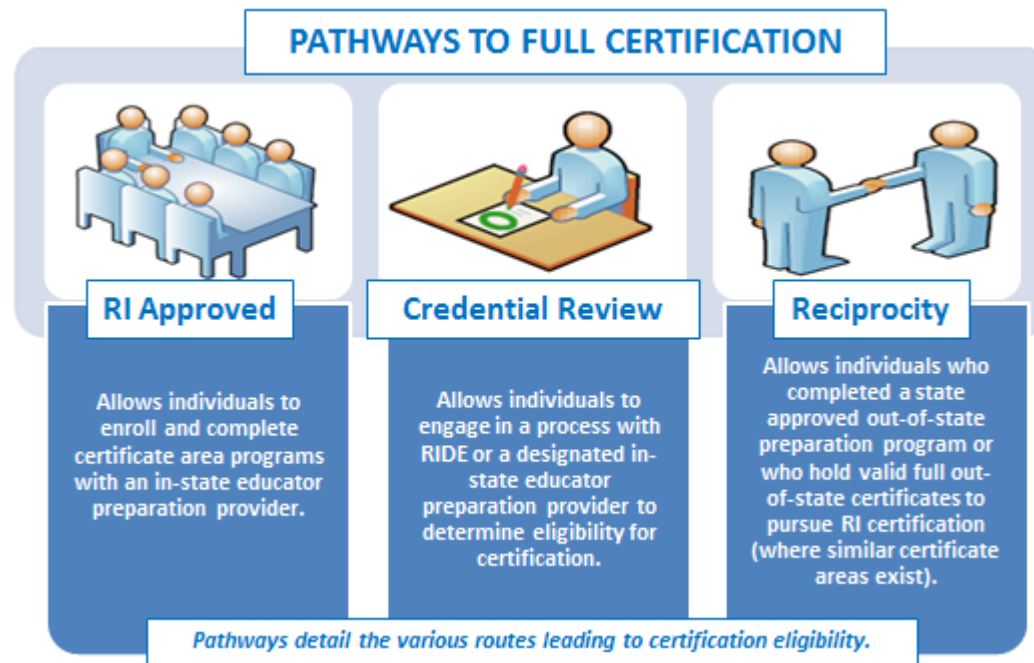 PATHWAYS TO FULL CERTIFICATION
RI Approved
Allows individuals to
enroll and complete
certificate area programs
with an in-state educator
preparation provider.
Credential Review
Allows individuals to
engage in a process with
RIDE or a designated in-
state educator
preparation provider to
determine eligibility for
certification.
Reciprocity
Allows individuals who
completed a state
approved out-of-state
preparation program or
who hold valid full out-
of-state certificates to
pursue RI certification
(where similar certificate
areas exist).
Pathways detail the various routes leading to certification eligibility.